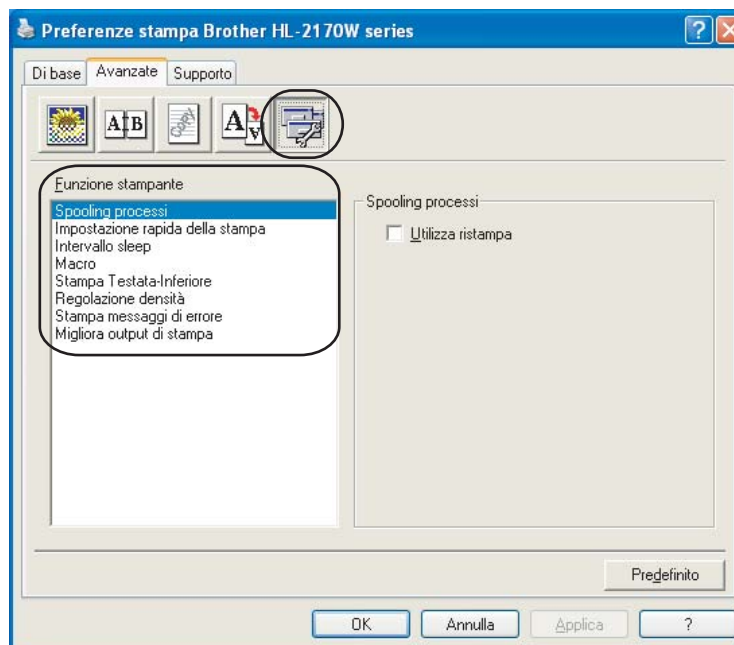 Preferenze stampa Brother HL-2170W series
?
Di base Avanzate Supporto
A B
COPY
A A
Funzione stampante
Spooling processi
Impostazione rapida della stampa
Intervallo sleep
Macro
Stampa Testata-Inferiore
Regolazione densità
Stampa messaggi di errore
Migliora output di stampa
Spooling processi
Utilizza ristampa
Predefinito
OK Annulla Applica ?